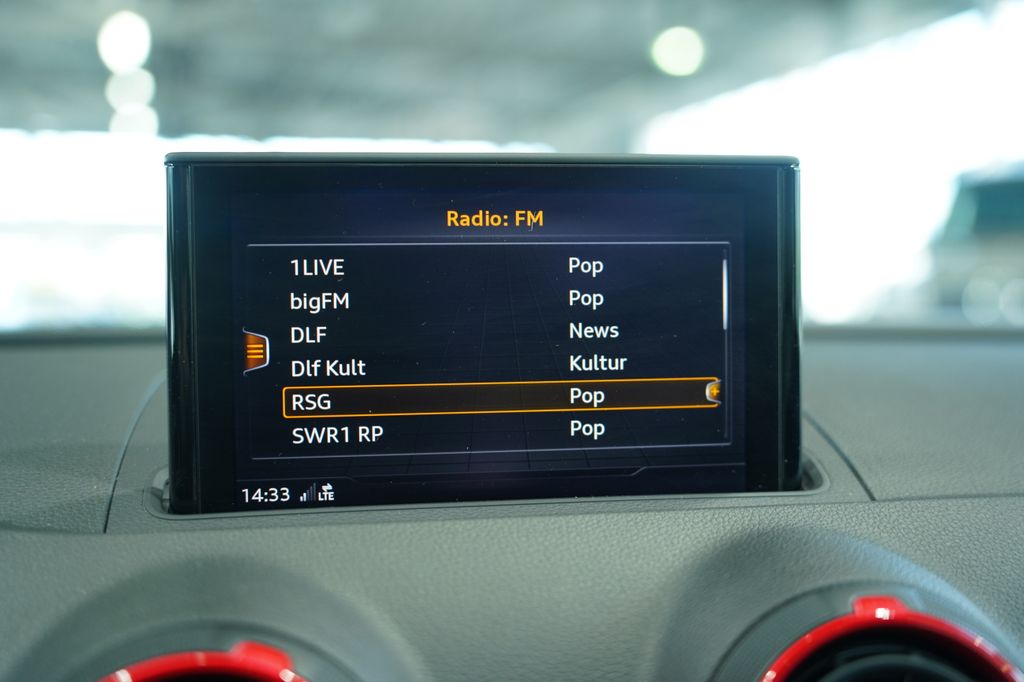 Radio: FM
1LIVE Pop
bigFM Pop
DLF News
Dlf Kult Kultur
RSG Pop
SWR1 RP Pop
14:33 LTE